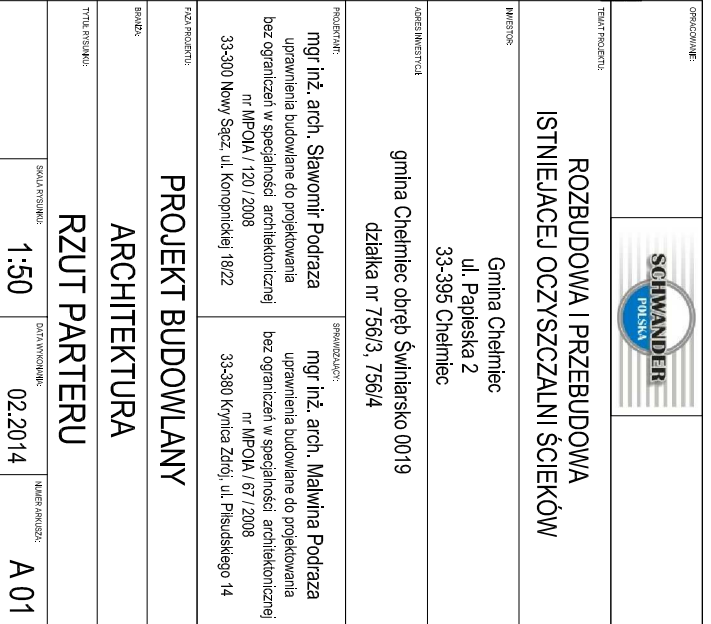 OPRACOWANIE:
SCHWANDER
POLSKA
TEMAT PROJEKTU:
ROZBUDOWA I PRZEBUDOWA
ISTNIEJACEJ OCZYSZCZALNI ŚCIEKÓW
INWESTOR:
Gmina Chełmiec
ul. Papieska 2
33-395 Chełmiec
ADRES INWESTYCJI:
gmina Chełmiec obręb Świniarsko 0019
działka nr 756/3, 756/4
PROJEKTANT:
mgr inż. arch. Sławomir Podraza
uprawnienia budowlane do projektowania
bez ograniczeń w specjalności architektonicznej
nr MPOIA / 120 / 2008
33-300 Nowy Sącz, ul. Konopnickiej 18/22
SPRAWDZAJĄCY:
mgr inż. arch. Malwina Podraza
uprawnienia budowlane do projektowania
bez ograniczeń w specjalności architektonicznej
nr MPOIA / 67 / 2008
33-380 Krynica Zdrój, ul. Piłsudskiego 14
FAZA PROJEKTU:
PROJEKT BUDOWLANY
BRANŻA:
ARCHITEKTURA
TYTUŁ RYSUNKU:
RZUT PARTERU
SKALA RYSUNKU:
1:50
DATA WYKONANIA:
02.2014
NUMER ARKUSZA:
A 01